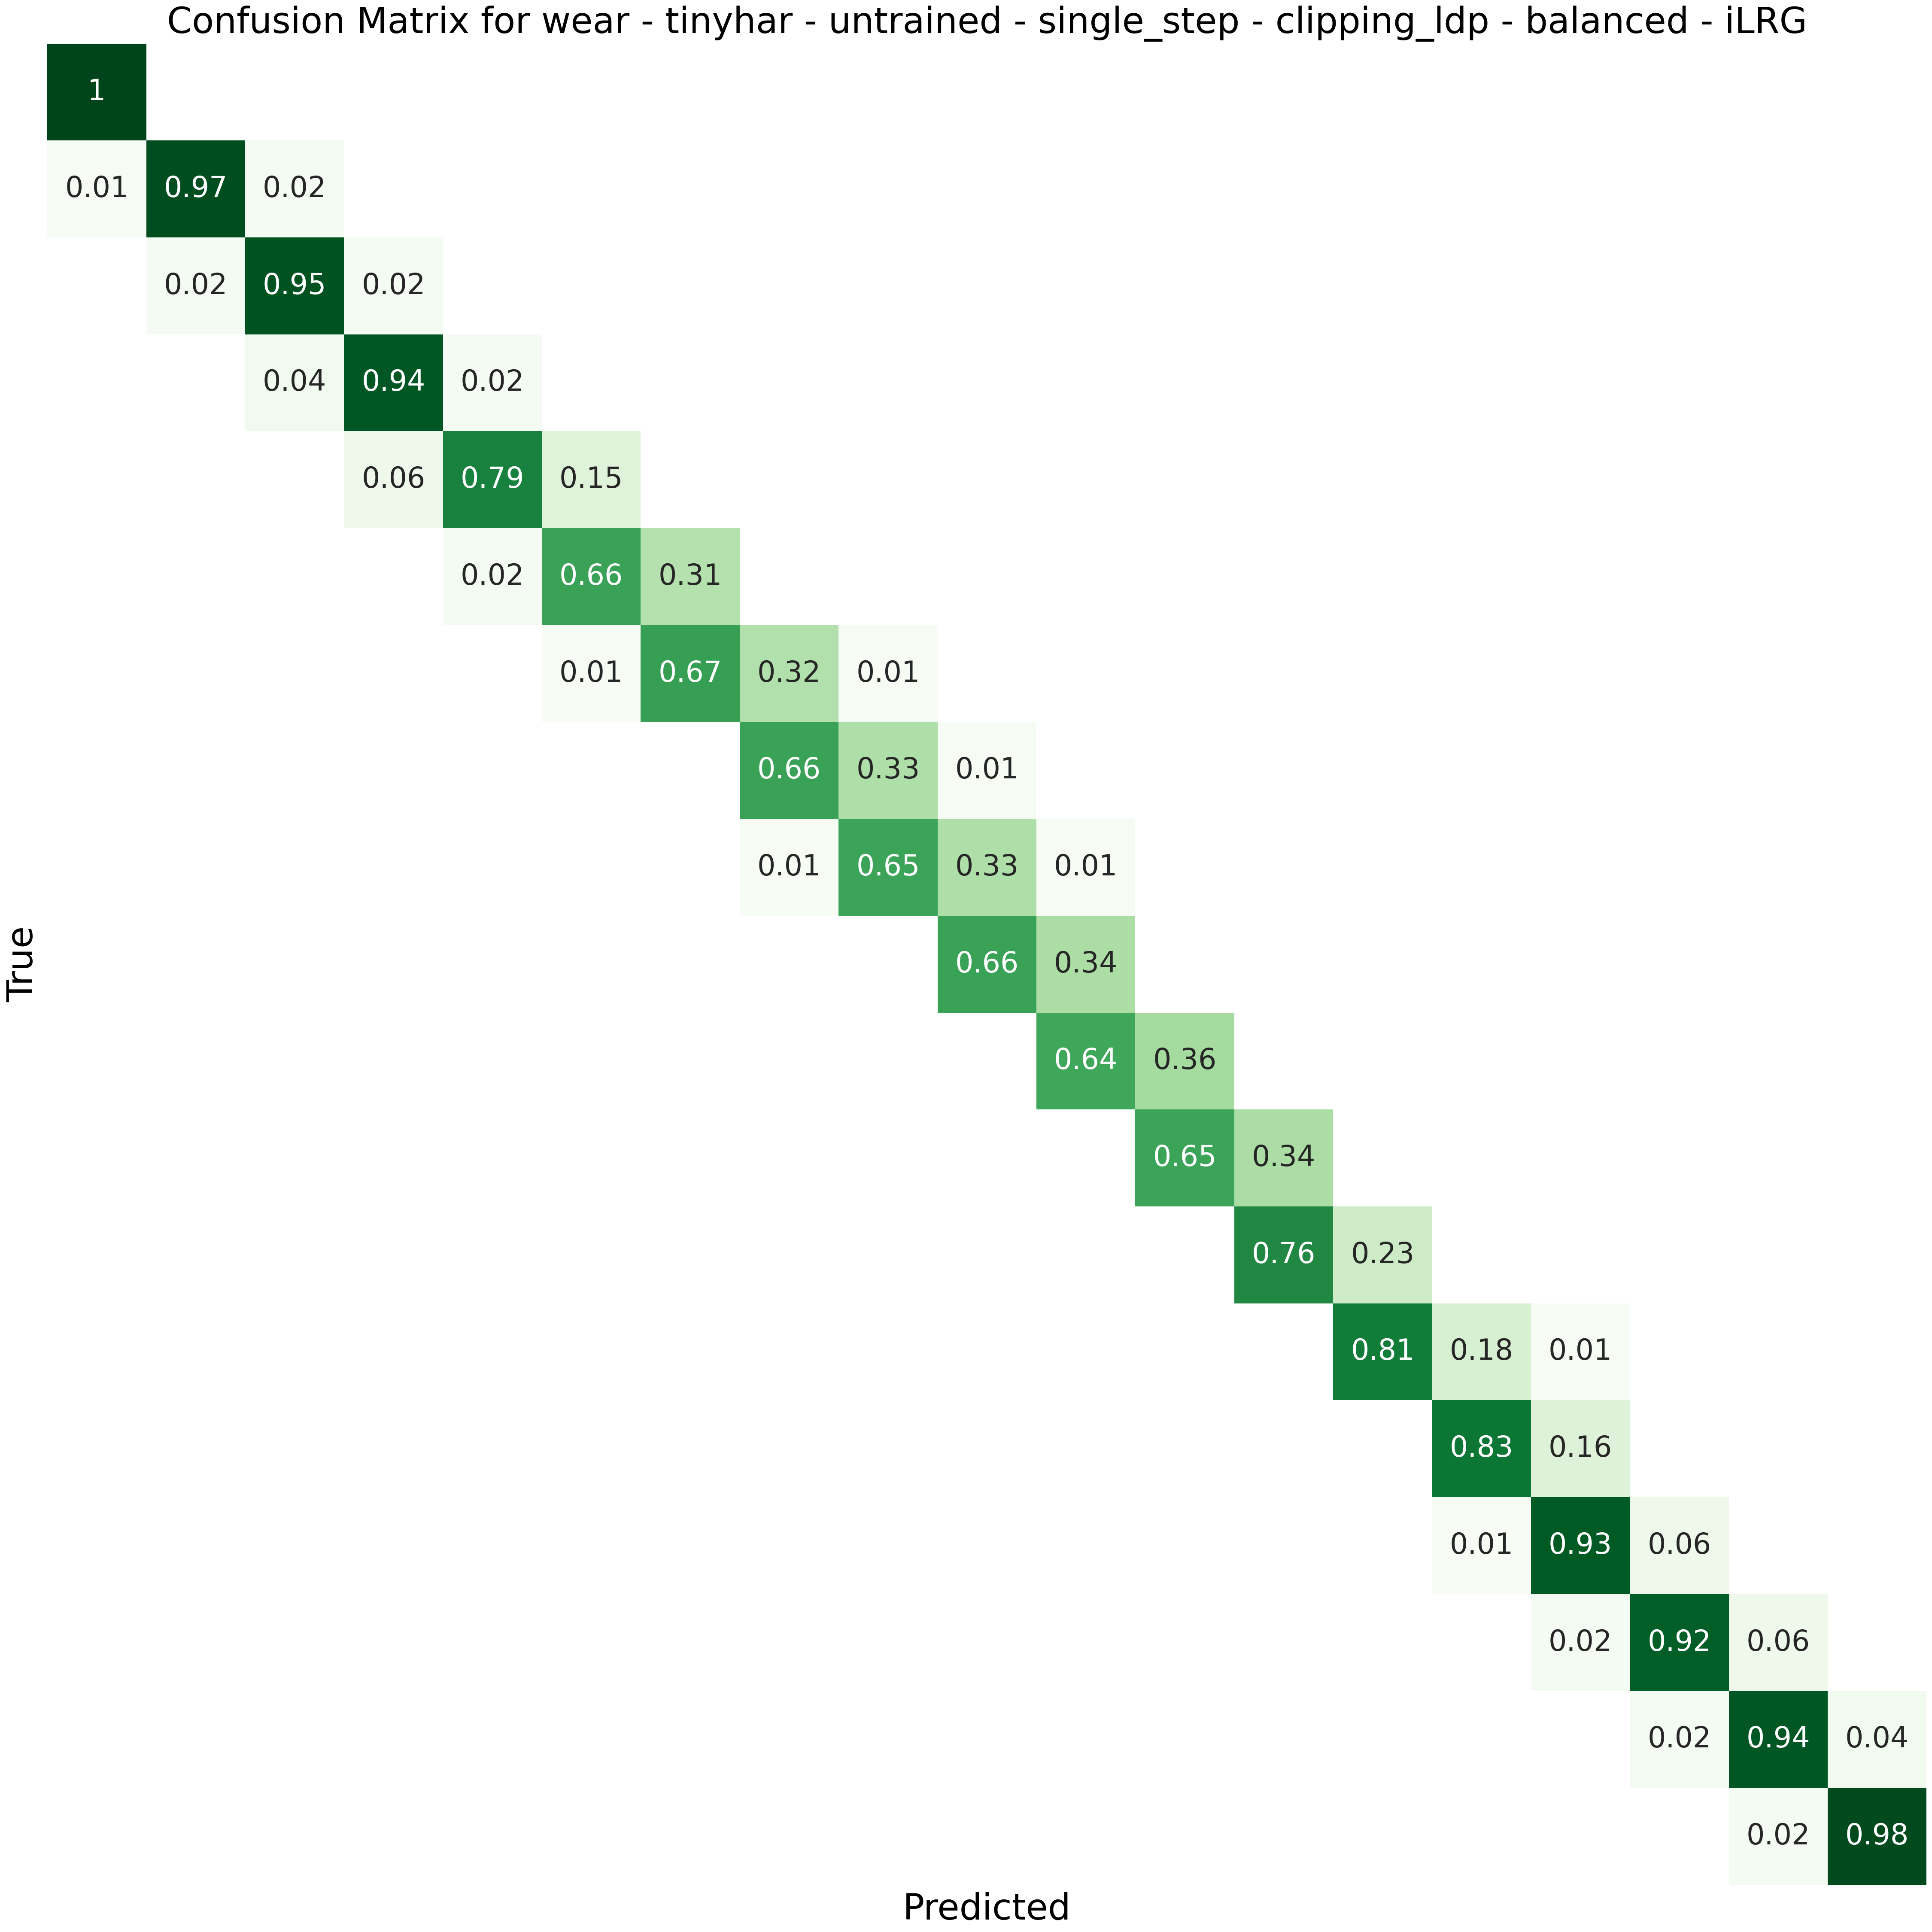 Confusion Matrix for wear - tinyhar - untrained - single_step - clipping_ldp - balanced - iLRG
1
0.01 0.97 0.02
0.02 0.95 0.02
0.04 0.94 0.02
0.06 0.79 0.15
0.02 0.66 0.31
0.01 0.67 0.32 0.01
0.66 0.33 0.01
0.01 0.65 0.33 0.01
True
0.66 0.34
0.64 0.36
0.65 0.34
0.76 0.23
0.81 0.18 0.01
0.83 0.16
0.01 0.93 0.06
0.02 0.92 0.06
0.02 0.94 0.04
0.02 0.98
Predicted